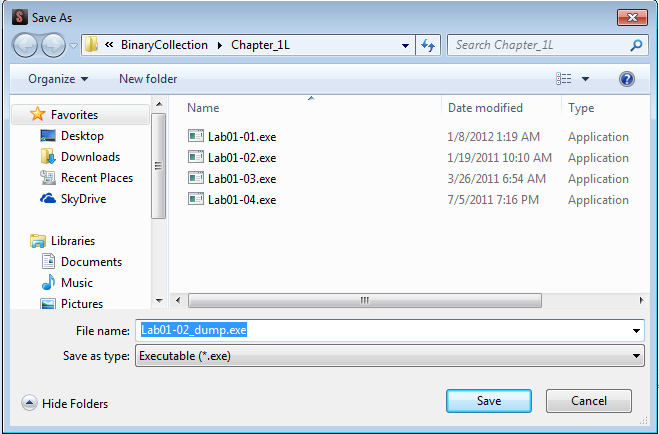 Save As
« BinaryCollection Chapter_1L Search Chapter_1L
Organize New folder
Favorites
Desktop
Downloads
Recent Places
SkyDrive
Libraries
Documents
Music
Pictures
Name Date modified Type
Lab01-01.exe 1/8/2012 1:19 AM Application
Lab01-02.exe 1/19/2011 10:10 AM Application
Lab01-03.exe 3/26/2011 6:54 AM Application
Lab01-04.exe 7/5/2011 7:16 PM Application
File name: Lab01-02_dump.exe
Save as type: Executable (*.exe)
Hide Folders Save Cancel